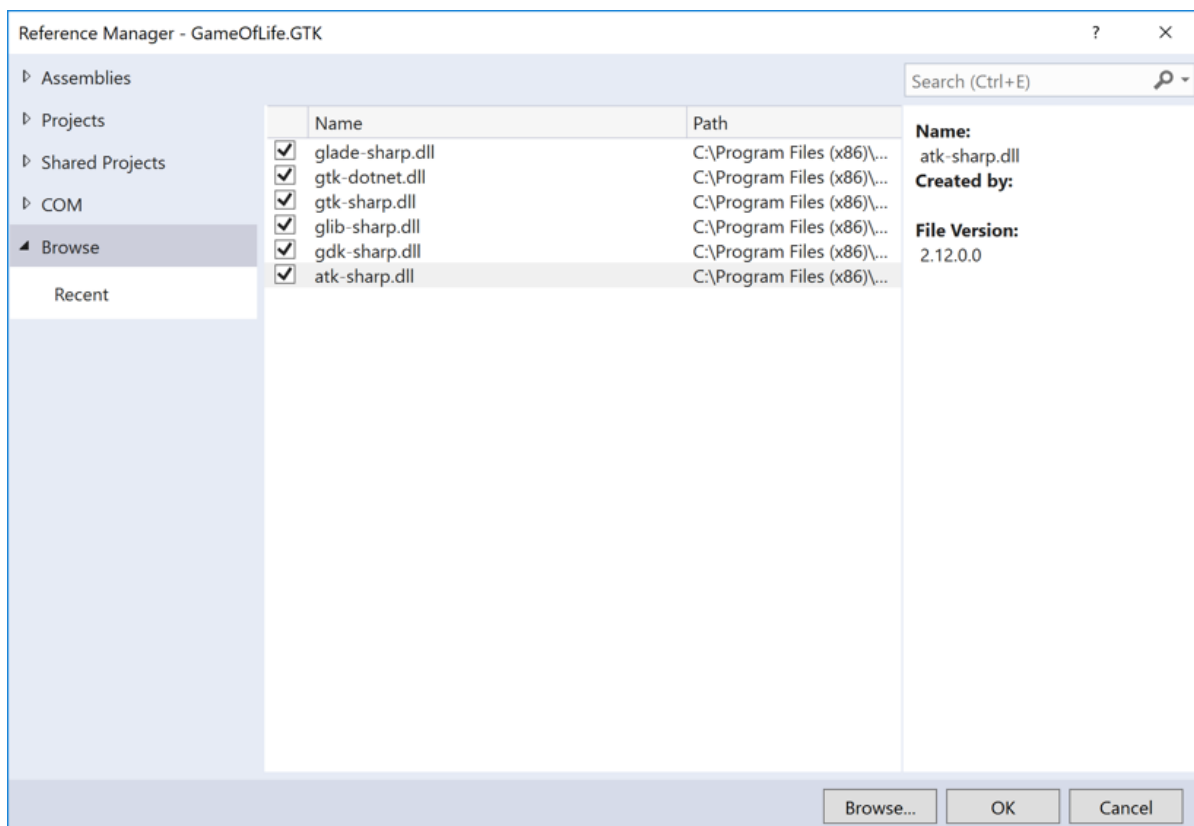 Reference Manager - GameOfLife.GTK ? ×
Assemblies
Projects
Shared Projects
COM
Browse
Recent
Name Path
glade-sharp.dll C:\Program Files (x86)\...
gtk-dotnet.dll C:\Program Files (x86)\...
gtk-sharp.dll C:\Program Files (x86)\...
glib-sharp.dll C:\Program Files (x86)\...
gdk-sharp.dll C:\Program Files (x86)\...
atk-sharp.dll C:\Program Files (x86)\...
Search (Ctrl+E)
Name:
atk-sharp.dll
Created by:
File Version:
2.12.0.0
Browse... OK Cancel